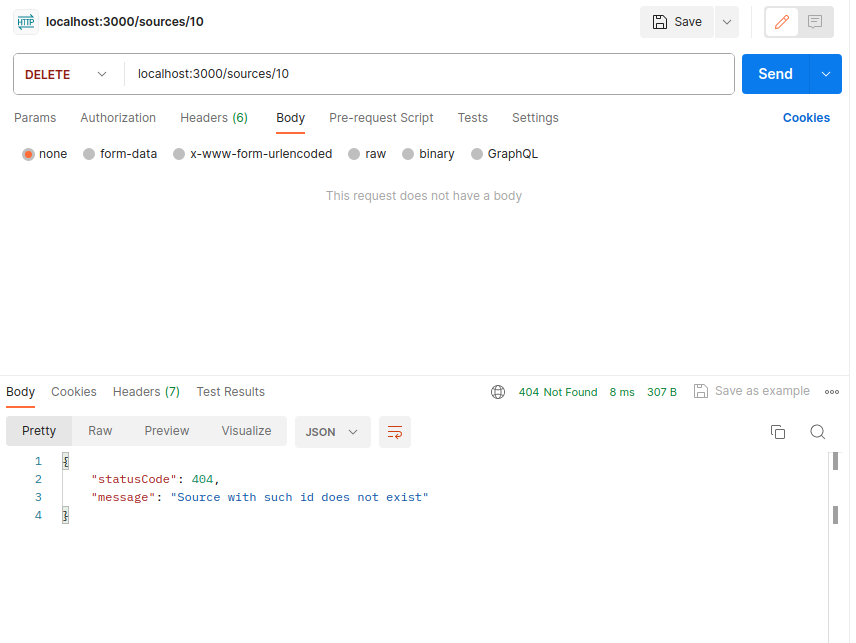 HTTP localhost:3000/sources/10 Save
DELETE localhost:3000/sources/10 Send
Params Authorization Headers (6) Body Pre-request Script Tests Settings Cookies
none form-data x-www-form-urlencoded raw binary GraphQL
This request does not have a body
Body Cookies Headers (7) Test Results 404 Not Found 8 ms 307 B Save as example
Pretty Raw Preview Visualize JSON
1 {
2 "statusCode": 404,
3 "message": "Source with such id does not exist"
4 }